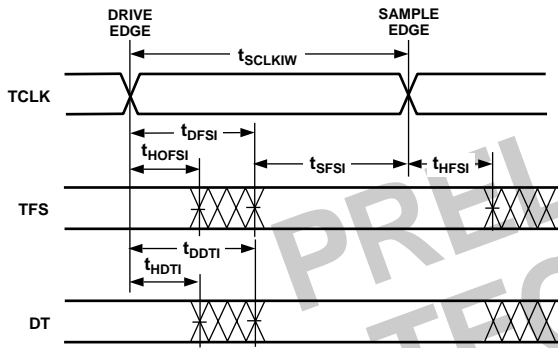 DRIVE EDGE
SAMPLE EDGE
tSCLKIW
TCLK
tDFSI
tHOFSI
tSFSI
tHFSI
TFS
tDDTI
tHDTI
DT
PREL
TEC